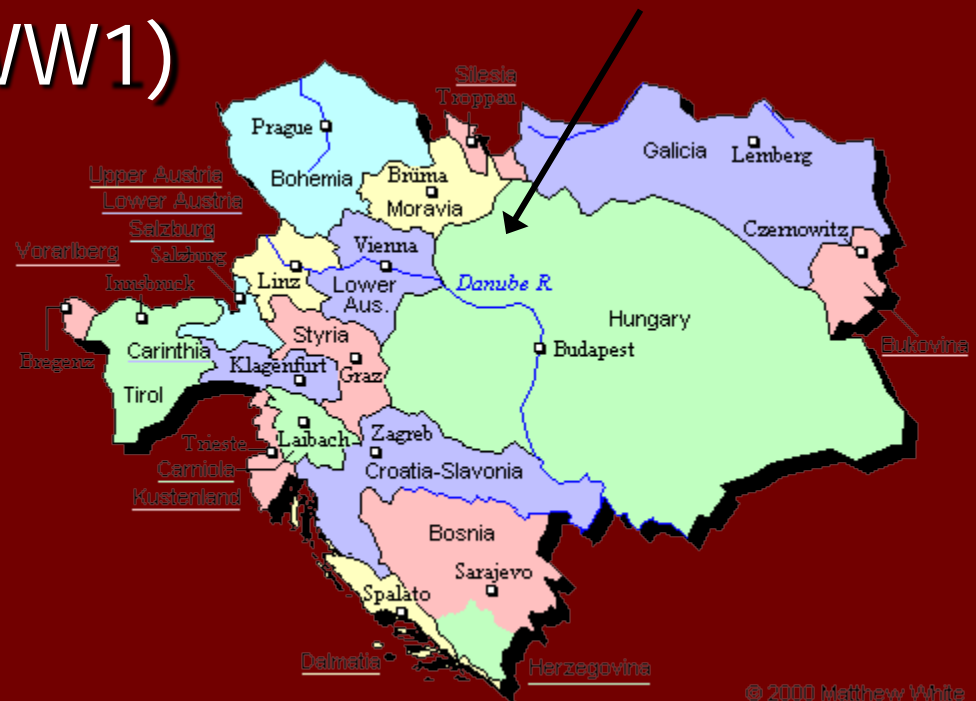 WW1)
Silesia
Troppau
Prague
Galicia
Lemberg
Upper Austria
Bohemia
Brüma
Lower Austria
Moravia
Salzburg
Czernowitz
Vorarlberg
Salzburg
Vienna
Linz
Danube R.
Innsbruck
Lower
Aus.
Hungary
Styria
Bukovina
Bregenz
Carinthia
Budapest
Klagenfurt
Graz
Tirol
Trieste
Laibach
Zagreb
Carniola
Croatia-Slavonia
Kustenland
Bosnia
Sarajevo
Spalato
Dalmatia
Herzegovina
© 2000 Matthew White